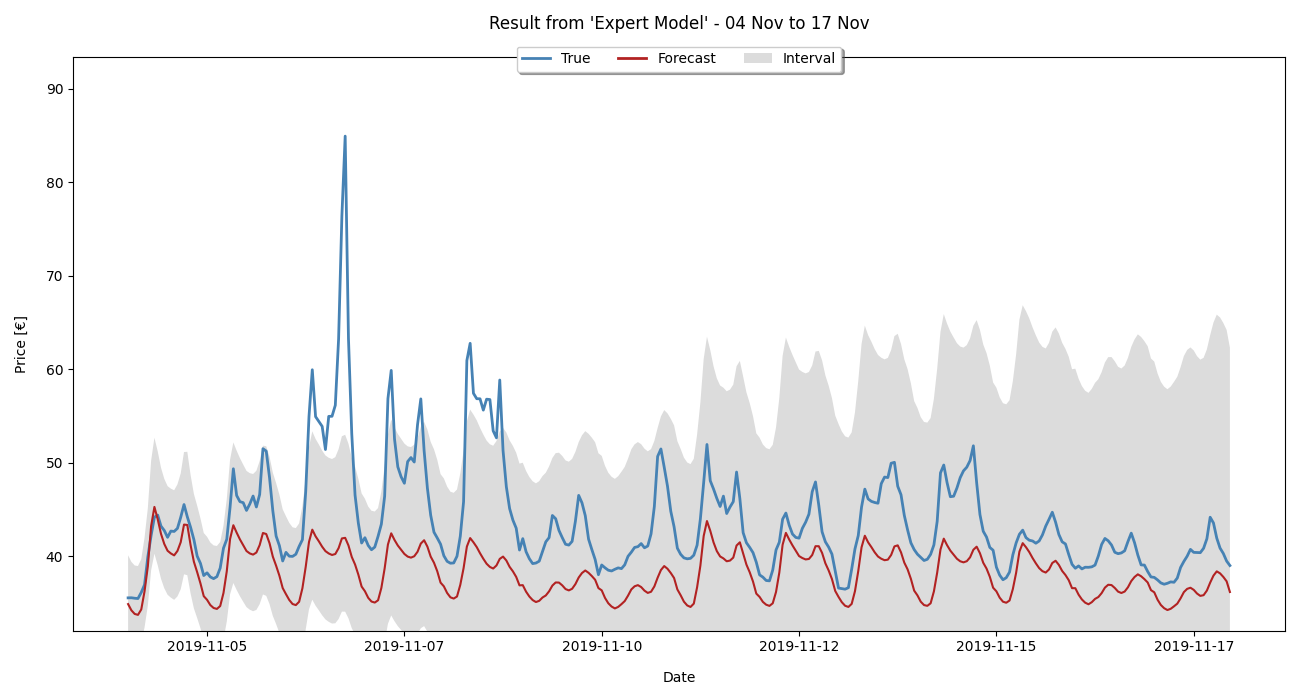 Result from 'Expert Model' - 04 Nov to 17 Nov
True Forecast Interval
90
80
70
60
50
40
Price [€]
2019-11-05 2019-11-07 2019-11-10 2019-11-12 2019-11-15 2019-11-17
Date